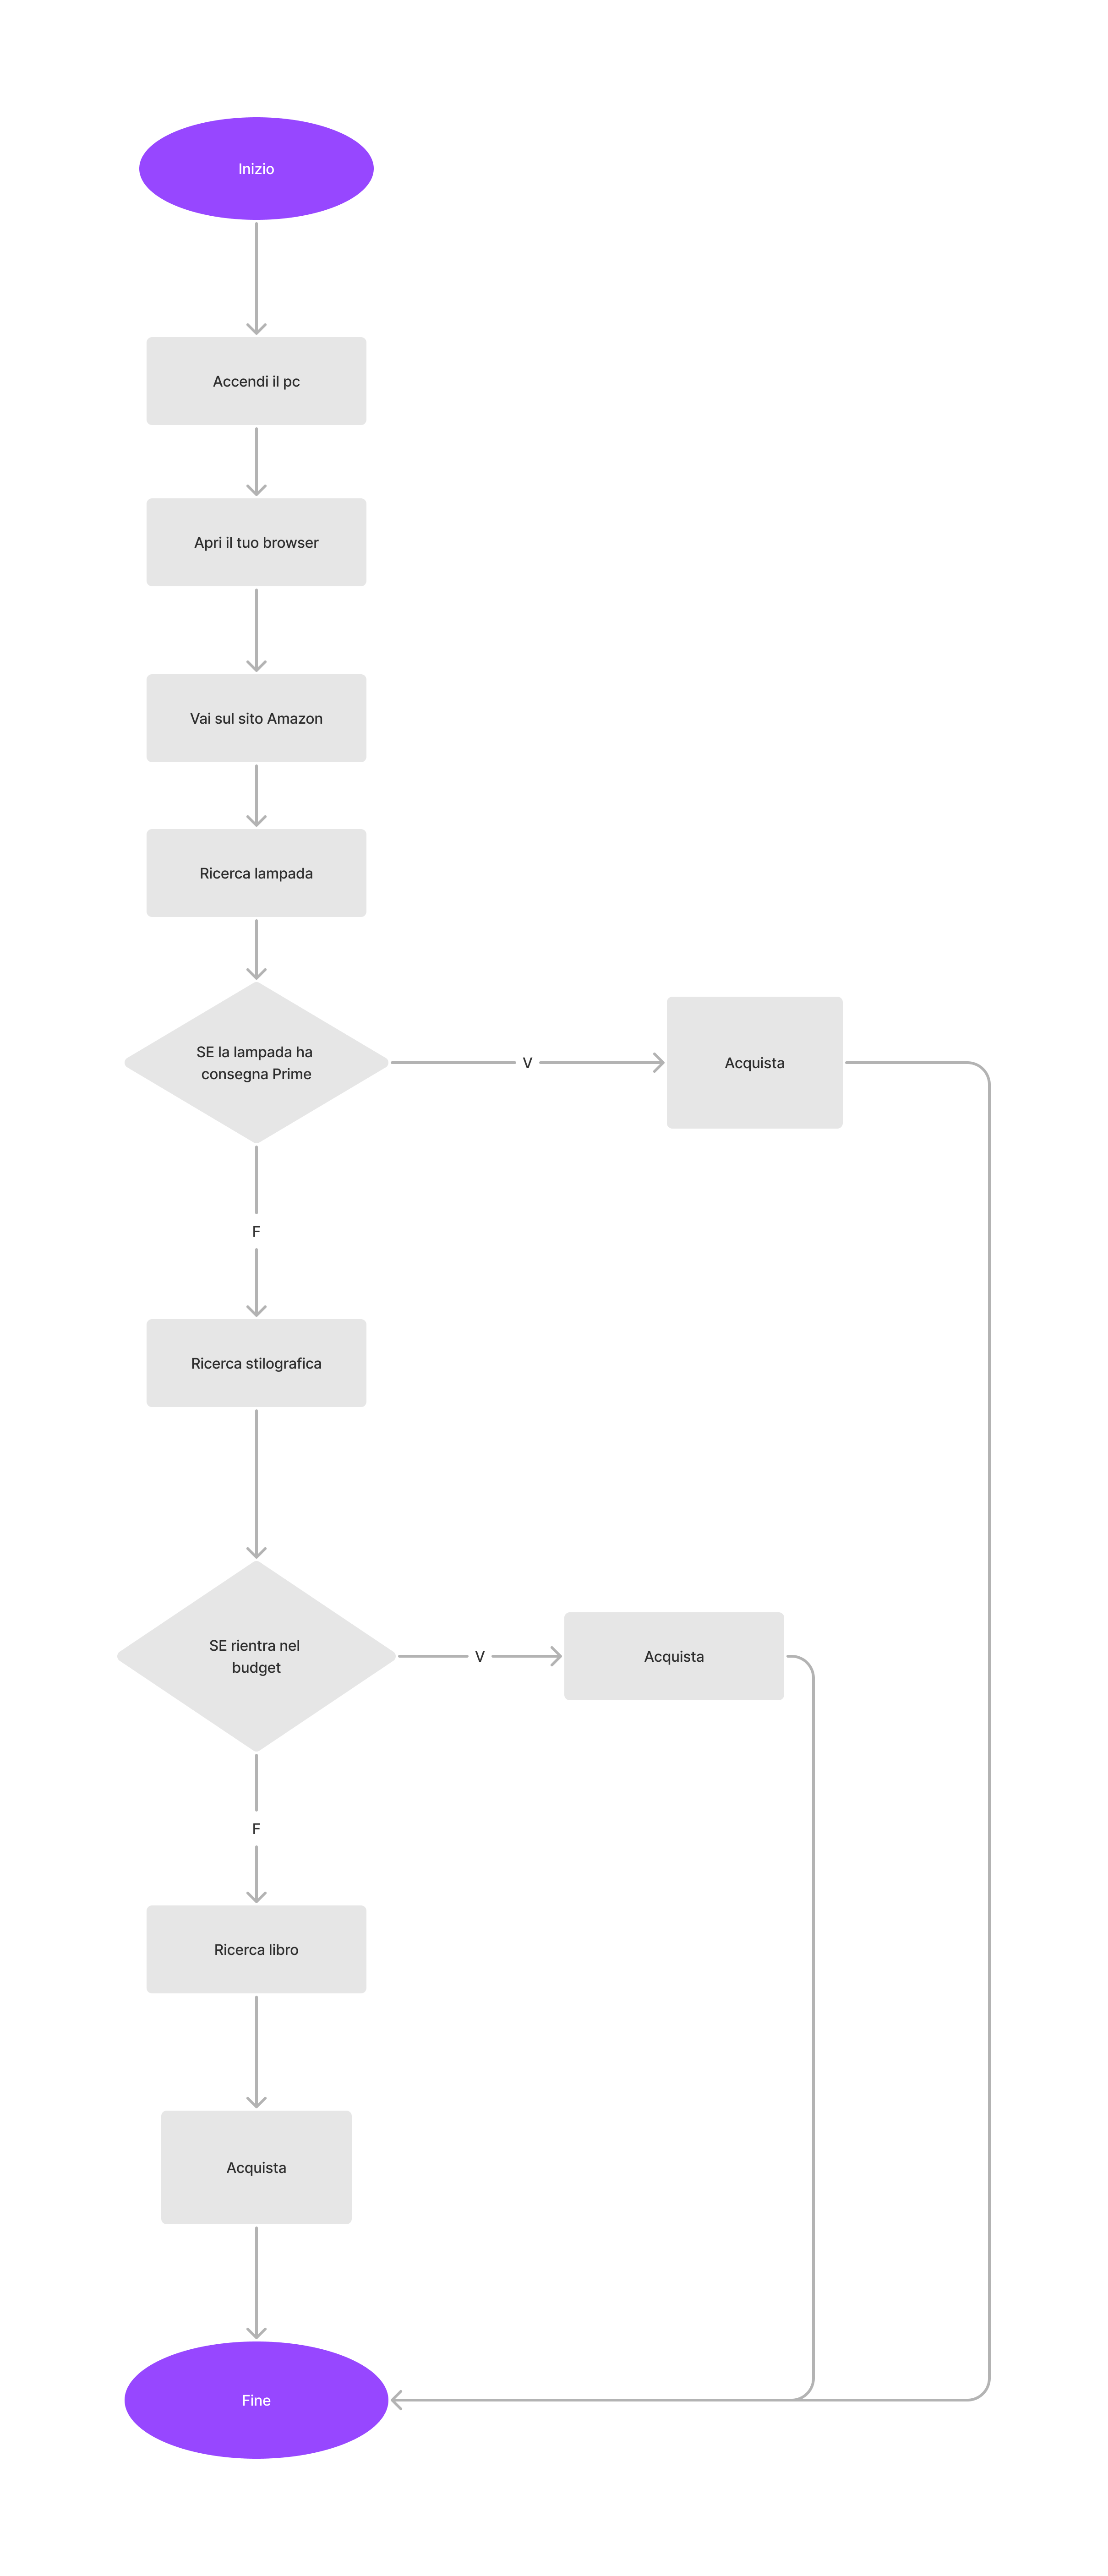 Inizio
Accendi il pc
Apri il tuo browser
Vai sul sito Amazon
Ricerca lampada
SE la lampada ha
consegna Prime
V
Acquista
F
Ricerca stilografica
SE rientra nel
budget
V
Acquista
F
Ricerca libro
Acquista
Fine